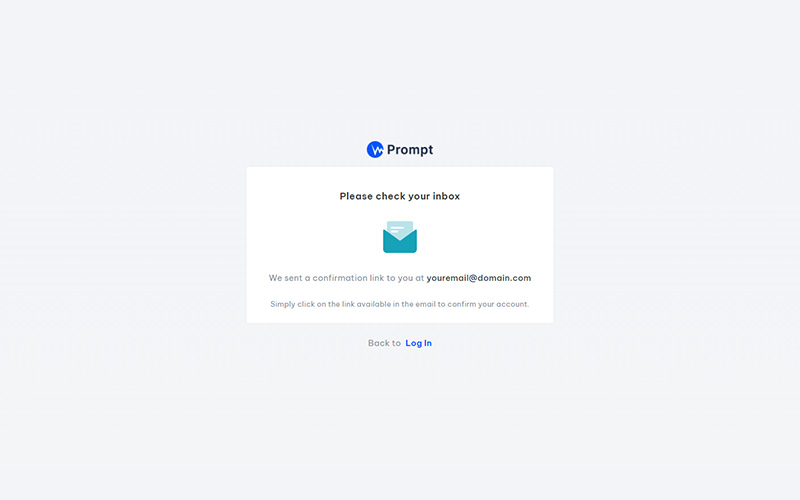 Prompt
Please check your inbox
We sent a confirmation link to you at youremail@domain.com
Simply click on the link available in the email to confirm your account.
Back to Log In